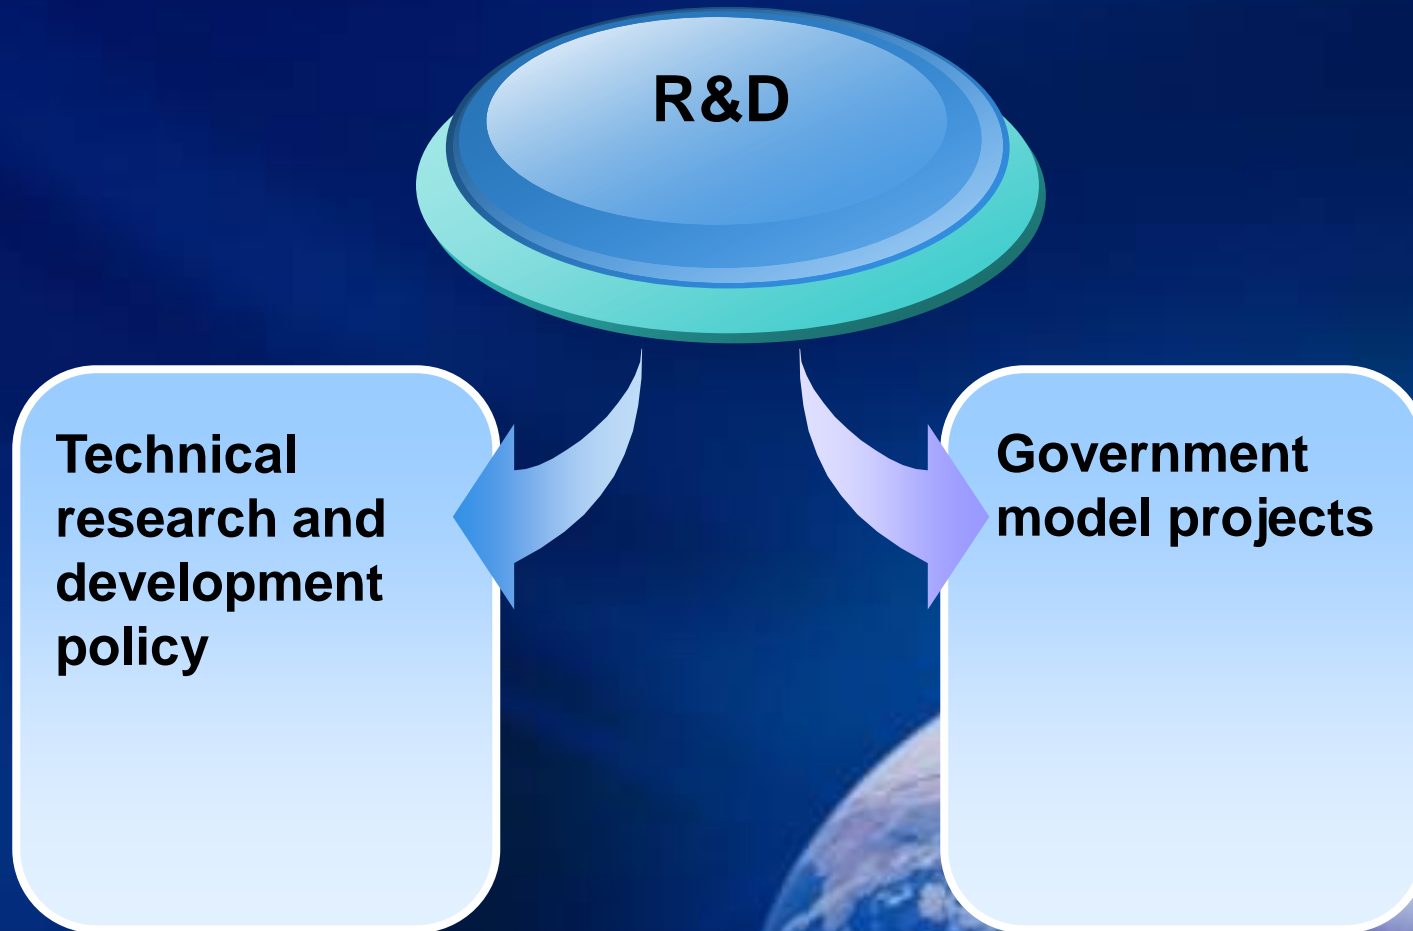 R&D
Technical
research and
development
policy
Government
model projects